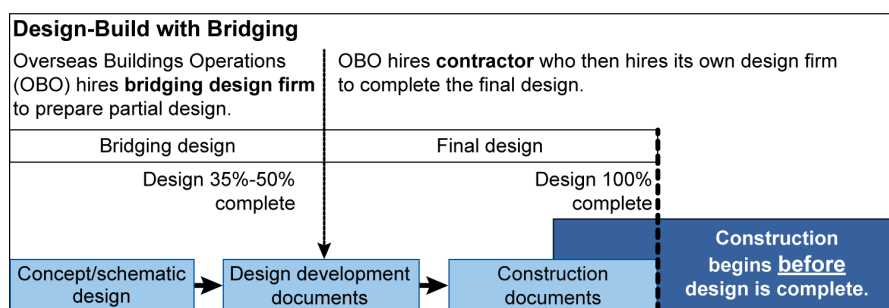 Design-Build with Bridging
Overseas Buildings Operations
(OBO) hires bridging design firm
to prepare partial design.
OBO hires contractor who then hires its own design firm
to complete the final design.
Bridging design
Final design
Design 35%-50%
complete
Design 100%
complete
Concept/schematic
design
Design development
documents
Construction
documents
Construction
begins before
design is complete.